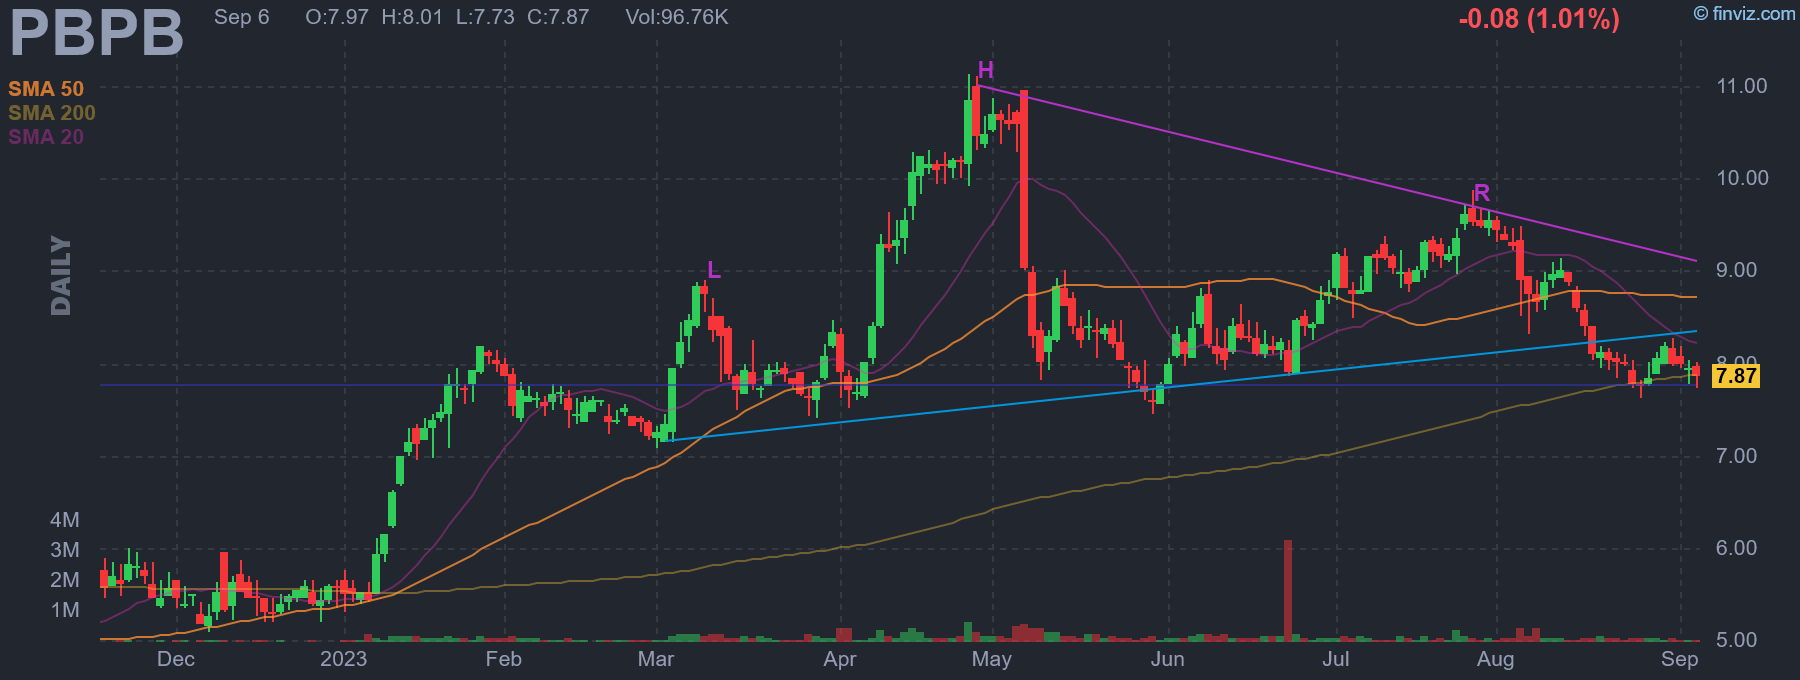 PBPB Sep 6 O:7.97 H:8.01 L:7.73 C:7.87 Vol:96.76K -0.08 (1.01%) © finviz.com
SMA 50
SMA 200
SMA 20
DAILY
H
L
R
11.00
10.00
9.00
8.00
7.87
7.00
6.00
5.00
4M
3M
2M
1M
Dec 2023 Feb Mar Apr May Jun Jul Aug Sep